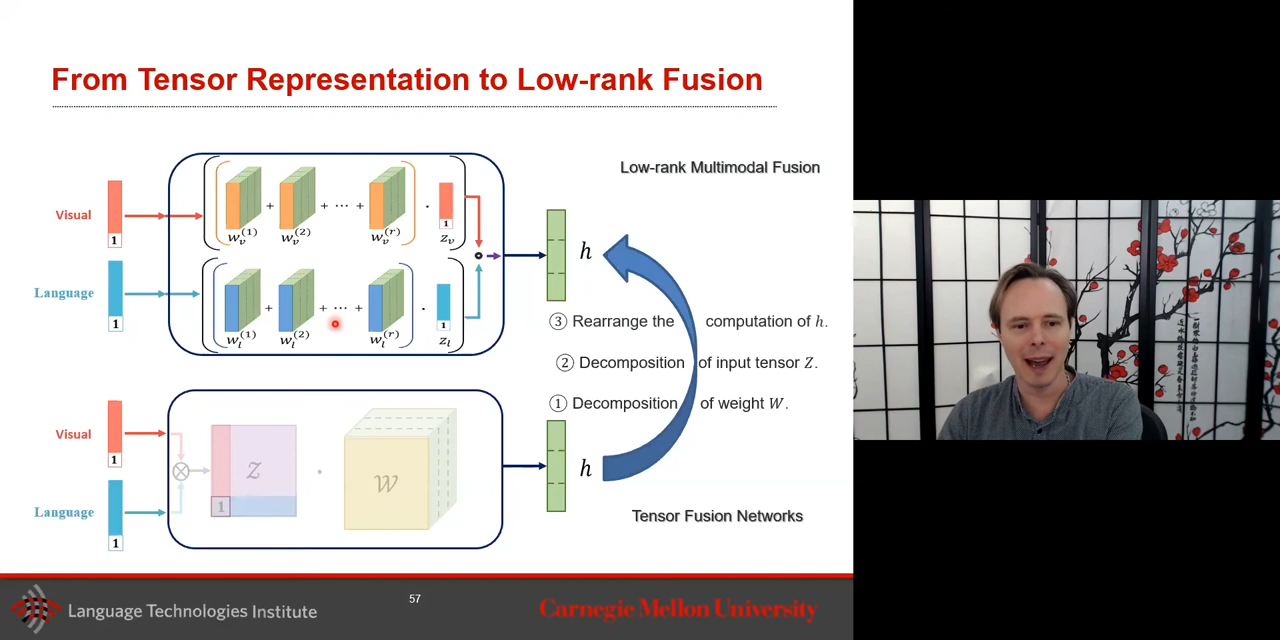 From Tensor Representation to Low-rank Fusion
Low-rank Multimodal Fusion
Visual
1
w_v^(1) + w_v^(2) + ⋯ + w_v^(r) · 1 z_v
Language
1
w_l^(1) + w_l^(2) + ⋯ + w_l^(r) · 1 z_l
h
③ Rearrange the computation of h.
② Decomposition of input tensor Z.
① Decomposition of weight W.
Visual
1
Language
1
Z
1
·
W
h
Tensor Fusion Networks
Language Technologies Institute
57
Carnegie Mellon University